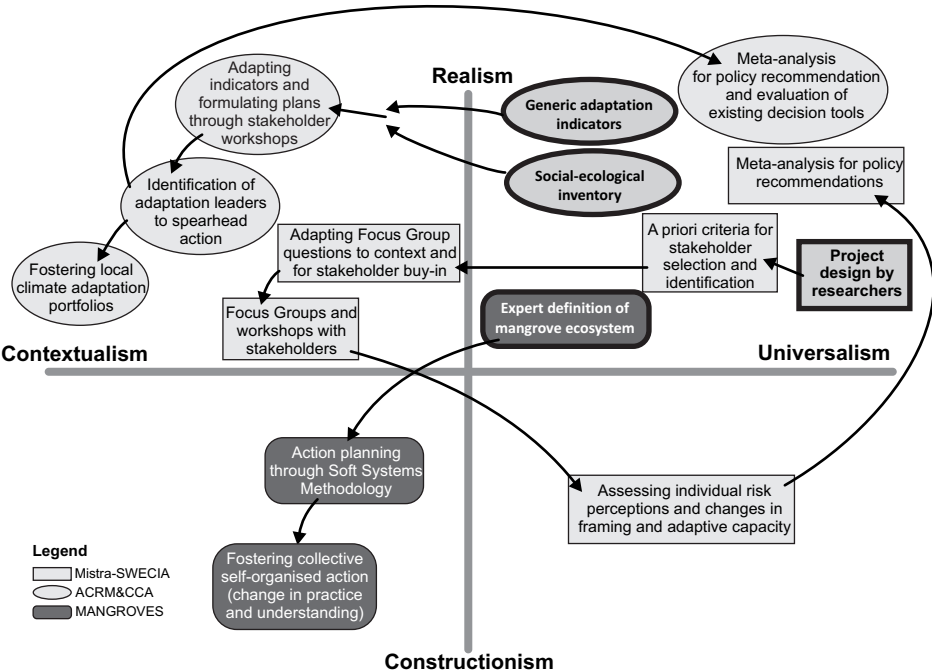 Realism
Adapting
indicators and
formulating plans
through stakeholder
workshops
Generic adaptation
indicators
Meta-analysis
for policy recommendation
and evaluation of
existing decision tools
Social-ecological
inventory
Meta-analysis for policy
recommendations
Identification of
adaptation leaders
to spearhead
action
Adapting Focus Group
questions to context and
for stakeholder buy-in
A priori criteria for
stakeholder
selection and
identification
Project
design by
researchers
Fostering local
climate adaptation
portfolios
Focus Groups and
workshops with
stakeholders
Expert definition of
mangrove ecosystem
Contextualism
Universalism
Action planning
through Soft Systems
Methodology
Assessing individual risk
perceptions and changes in
framing and adaptive capacity
Fostering collective
self-organised action
(change in practice
and understanding)
Legend
Mistra-SWECIA
ACRM&CCA
MANGROVES
Constructionism